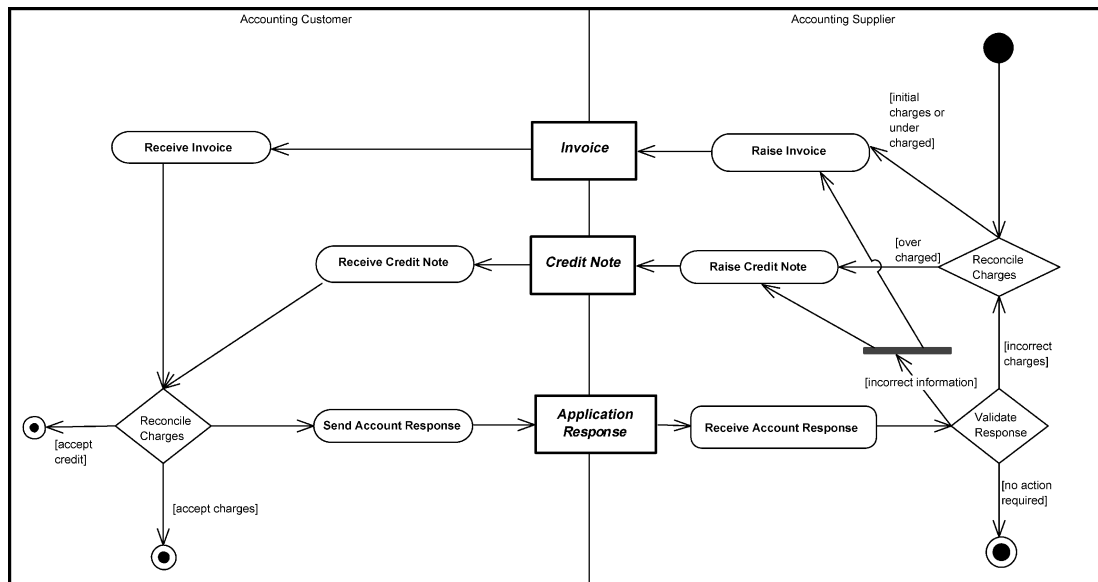 Accounting Customer
Accounting Supplier
[initial
charges or
under
charged]
Receive Invoice
Invoice
Raise Invoice
Receive Credit Note
Credit Note
Raise Credit Note
[over
charged]
Reconcile
Charges
[incorrect
charges]
[incorrect information]
Reconcile
Charges
Send Account Response
Application
Response
Receive Account Response
Validate
Response
[accept
credit]
[accept charges]
[no action
required]